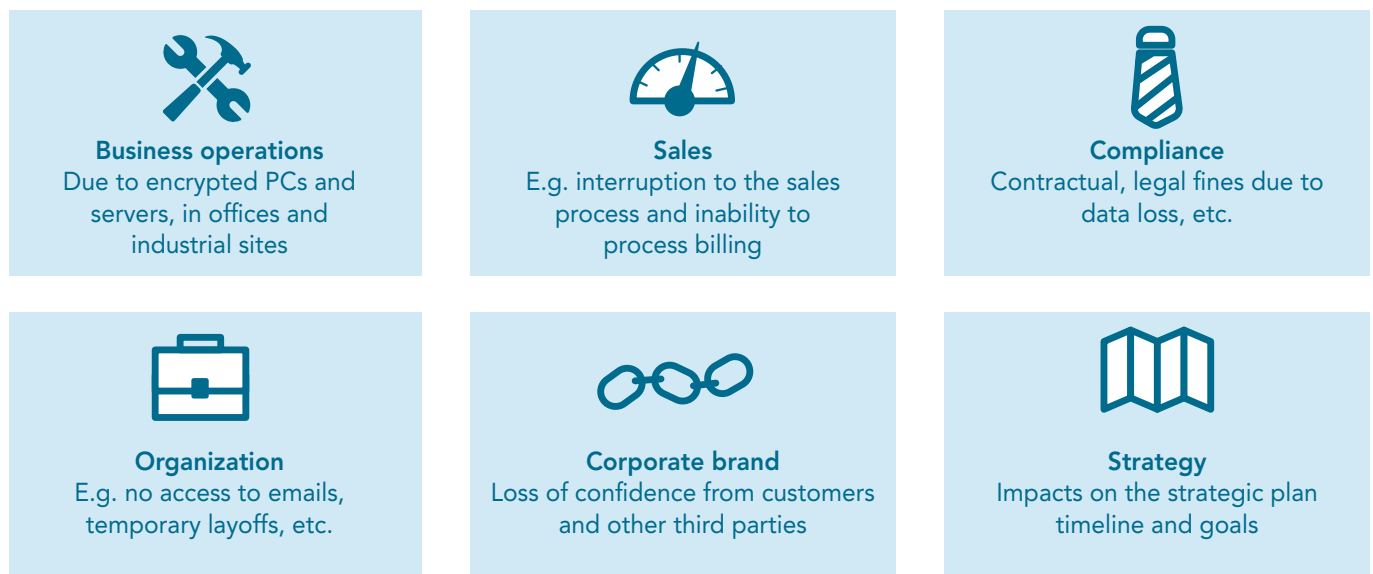 Business operations
Due to encrypted PCs and
servers, in offices and
industrial sites
Sales
E.g. interruption to the sales
process and inability to
process billing
Compliance
Contractual, legal fines due to
data loss, etc.
Organization
E.g. no access to emails,
temporary layoffs, etc.
Corporate brand
Loss of confidence from customers
and other third parties
Strategy
Impacts on the strategic plan
timeline and goals